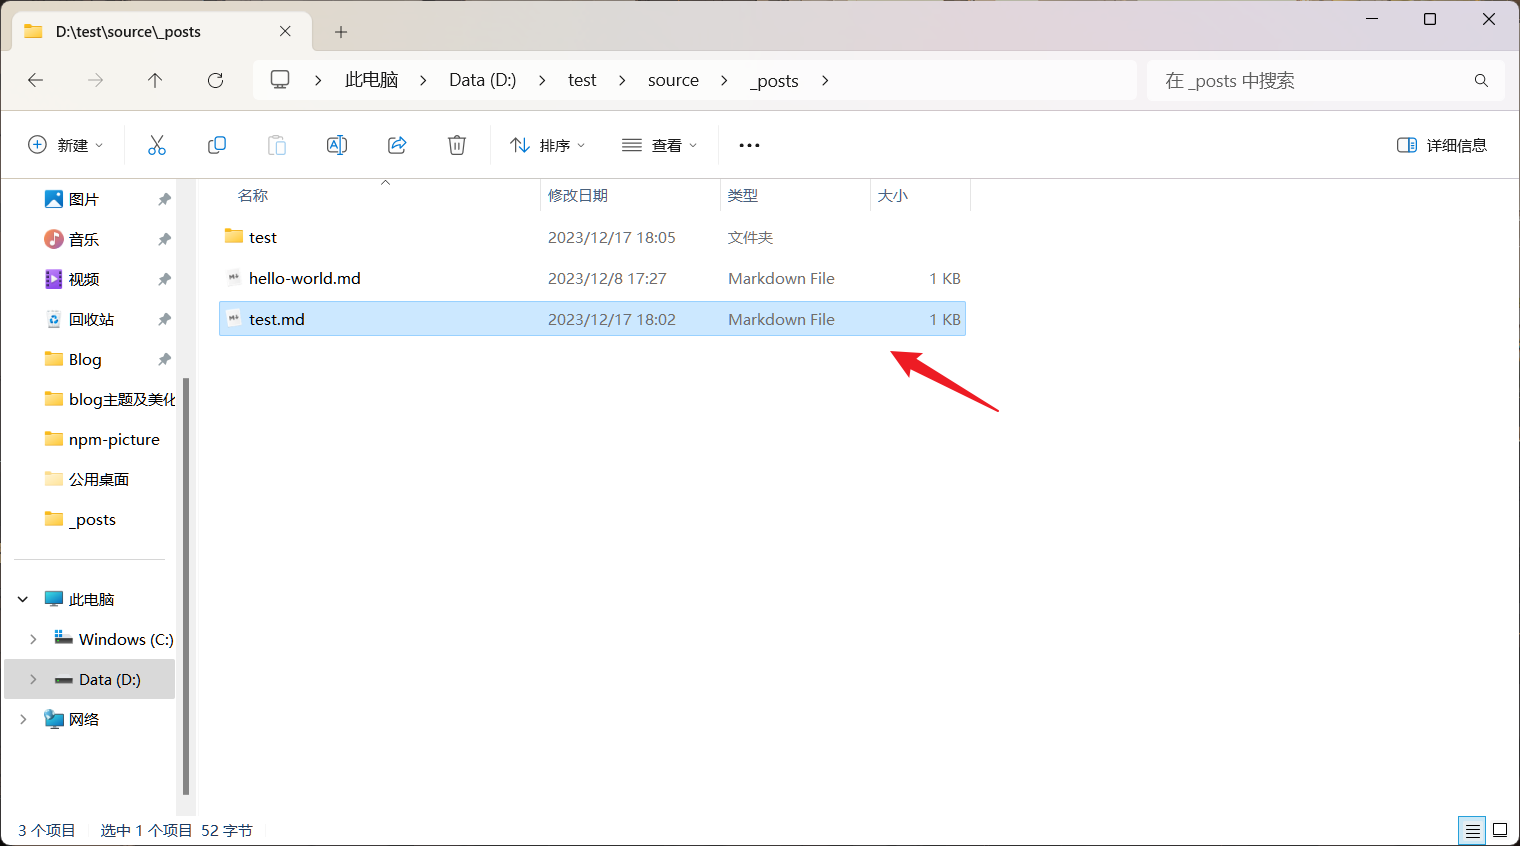 D:\test\source\_posts
此电脑 Data (D:) test source _posts
在 _posts 中搜索
新建 排序 查看 详细信息
名称 修改日期 类型 大小
test 2023/12/17 18:05 文件夹
hello-world.md 2023/12/8 17:27 Markdown File 1 KB
test.md 2023/12/17 18:02 Markdown File 1 KB
图片
音乐
视频
回收站
Blog
blog主题及美化
npm-picture
公用桌面
_posts
此电脑
Windows (C:)
Data (D:)
网络
3 个项目 选中 1 个项目 52 字节